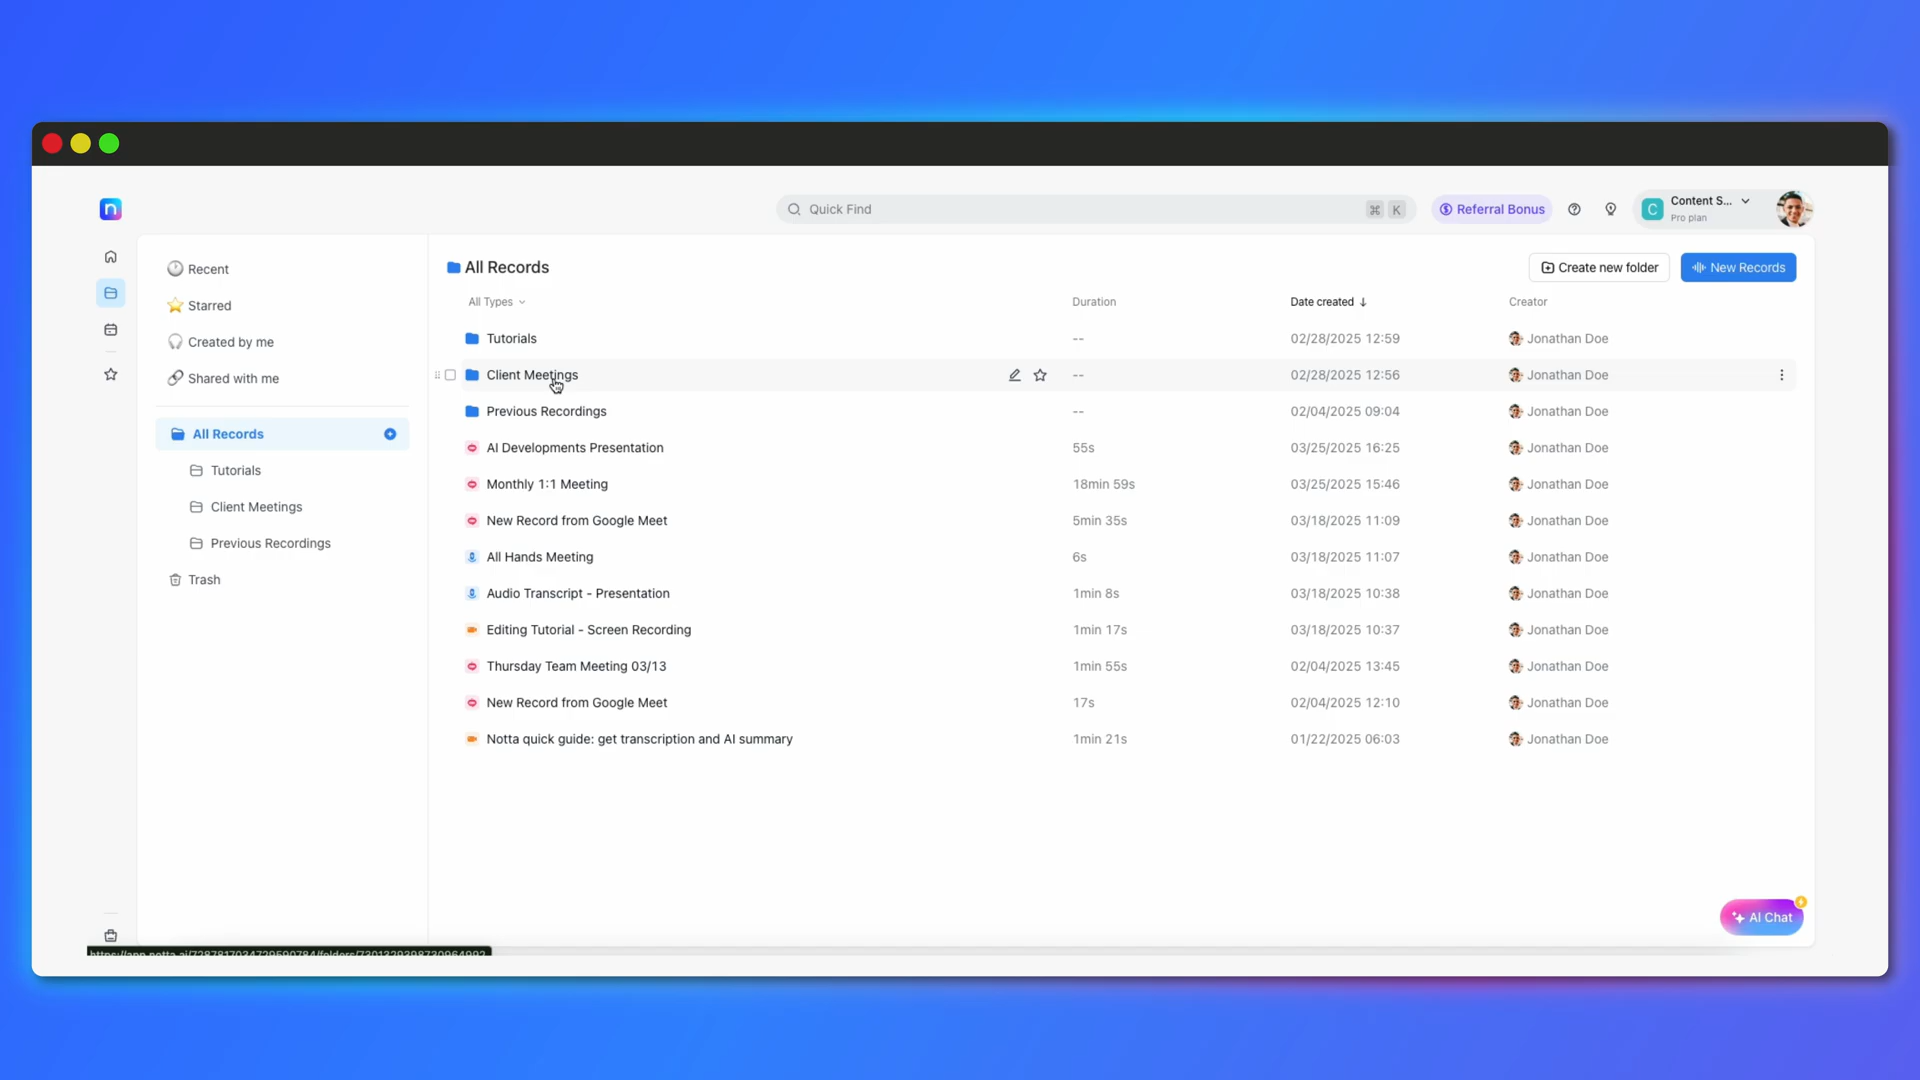 n
Quick Find
⌘ K
Referral Bonus
C
Content S...
Pro plan
Recent
Starred
Created by me
Shared with me
All Records
Tutorials
Client Meetings
Previous Recordings
Trash
All Records
Create new folder
New Records
All Types
Duration
Date created ↓
Creator
Tutorials -- 02/28/2025 12:59 Jonathan Doe
Client Meetings -- 02/28/2025 12:56 Jonathan Doe
Previous Recordings -- 02/04/2025 09:04 Jonathan Doe
AI Developments Presentation 55s 03/25/2025 16:25 Jonathan Doe
Monthly 1:1 Meeting 18min 59s 03/25/2025 15:46 Jonathan Doe
New Record from Google Meet 5min 35s 03/18/2025 11:09 Jonathan Doe
All Hands Meeting 6s 03/18/2025 11:07 Jonathan Doe
Audio Transcript - Presentation 1min 8s 03/18/2025 10:38 Jonathan Doe
Editing Tutorial - Screen Recording 1min 17s 03/18/2025 10:37 Jonathan Doe
Thursday Team Meeting 03/13 1min 55s 02/04/2025 13:45 Jonathan Doe
New Record from Google Meet 17s 02/04/2025 12:10 Jonathan Doe
Notta quick guide: get transcription and AI summary 1min 21s 01/22/2025 06:03 Jonathan Doe
AI Chat